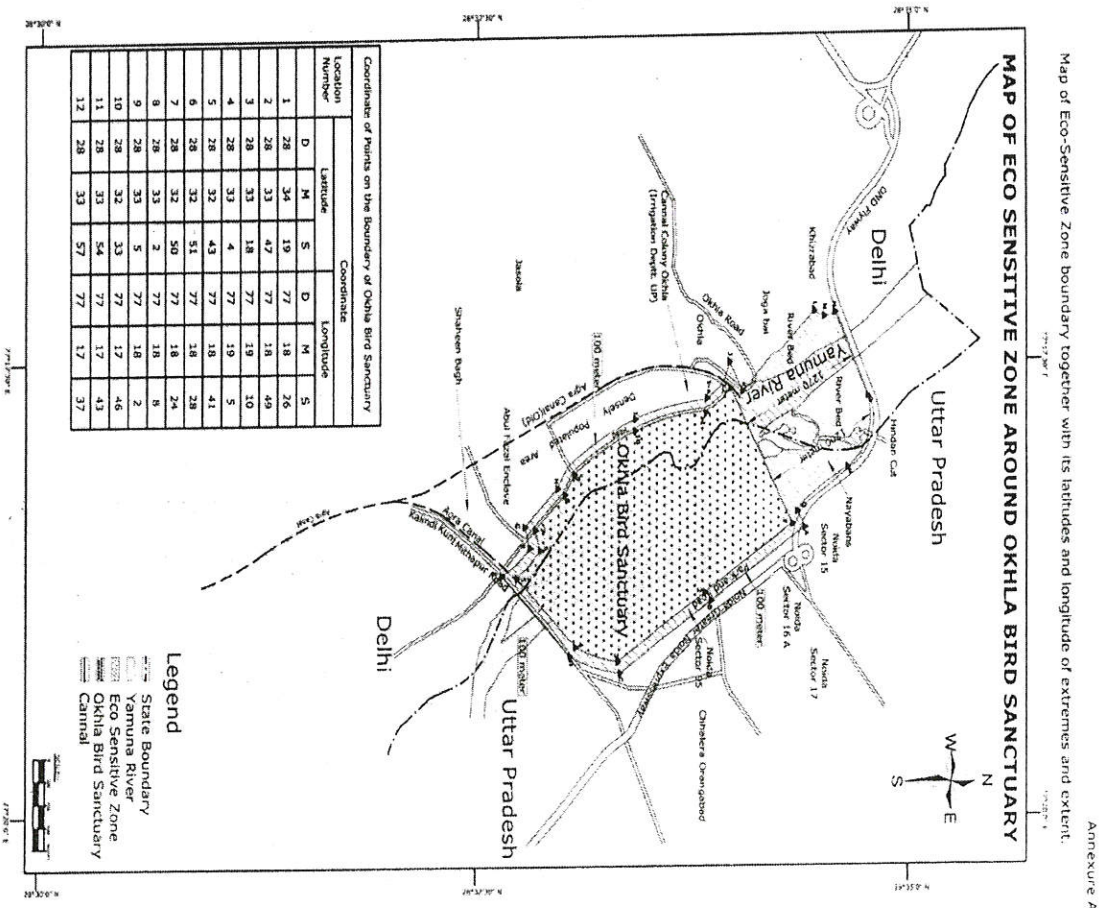 Annexure A
Map of Eco-Sensitive Zone boundary together with its latitudes and longitude of extremes and extent.
MAP OF ECO SENSITIVE ZONE AROUND OKHLA BIRD SANCTUARY
N
W
E
S
Uttar Pradesh
Delhi
DND Flyway
Khizrabad
Hindan Cut
Nayabans
Noida
Sector 15
Noida
Sector 16 A
Noida
Sector 17
Yamuna River
1270 meter
River Bed
River Bed
Joga bai
Okhla Road
Okhla
Cannal Colony Okhla
(Irrigation Deptt. UP)
100 meter
100 meter
Noida
Sector 95
Chhalera Orangabad
Noida Greater Noida Expressway
Okhla Bird Sanctuary
Jasola
Densely
Populated
Area
Agra Canal(Old)
Abul Fazal Enclave
Shaheen Bagh
Agra Canal
Kalindi Kunj Mithapur Road
Agra Canal
100 meter
Delhi
Uttar Pradesh
Coordinate of Points on the Boundary of Okhla Bird Sanctuary
Location Number
Coordinate
Latitude Longitude
D M S D M S
1 28 34 19 77 18 26
2 28 33 47 77 18 49
3 28 33 18 77 19 10
4 28 33 4 77 19 5
5 28 32 43 77 18 41
6 28 32 51 77 18 28
7 28 32 50 77 18 24
8 28 33 2 77 18 8
9 28 33 5 77 18 2
10 28 32 33 77 17 46
11 28 33 54 77 17 43
12 28 33 57 77 17 37
Legend
State Boundary
Yamuna River
Eco Sensitive Zone
Okhla Bird Sanctuary
Cannal